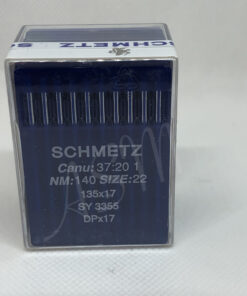 SCHMETZ
SCHMETZ
Canu: 37:20 1
NM:140 SIZE:22
135x17
SY 3355
DPx17